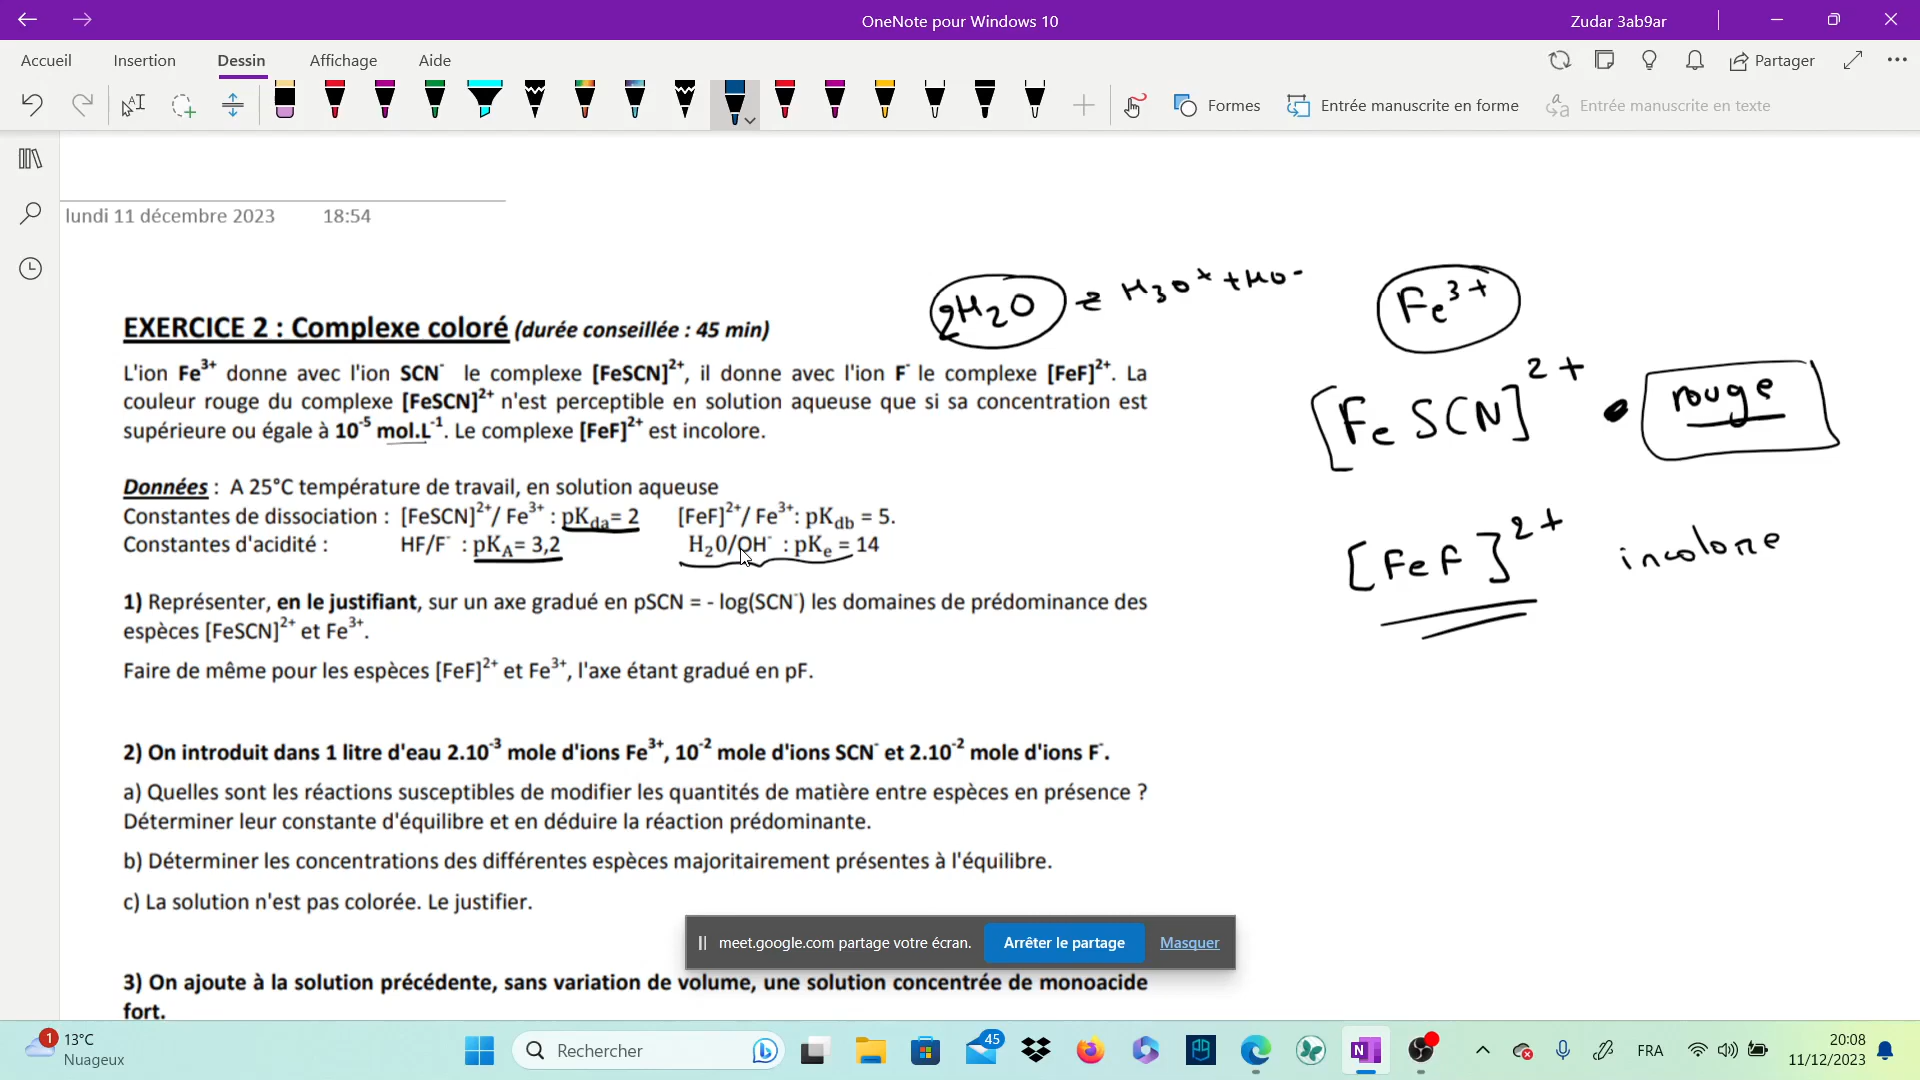 OneNote pour Windows 10
Zudar 3ab9ar
Accueil Insertion Dessin Affichage Aide
Partager
Formes Entrée manuscrite en forme Entrée manuscrite en texte
lundi 11 décembre 2023 18:54
2H2O ⇌ H3O+ + HO-
Fe3+
EXERCICE 2 : Complexe coloré (durée conseillée : 45 min)
L'ion Fe3+ donne avec l'ion SCN- le complexe [FeSCN]2+, il donne avec l'ion F- le complexe [FeF]2+. La
couleur rouge du complexe [FeSCN]2+ n'est perceptible en solution aqueuse que si sa concentration est
supérieure ou égale à 10-5 mol.L-1. Le complexe [FeF]2+ est incolore.
[FeSCN]2+ • rouge
Données : A 25°C température de travail, en solution aqueuse
Constantes de dissociation : [FeSCN]2+/ Fe3+ : pKda= 2 [FeF]2+/ Fe3+: pKdb = 5.
Constantes d'acidité : HF/F- : pKA= 3,2 H20/OH- : pKe = 14
[FeF]2+ incolore
1) Représenter, en le justifiant, sur un axe gradué en pSCN = - log(SCN-) les domaines de prédominance des
espèces [FeSCN]2+ et Fe3+.
Faire de même pour les espèces [FeF]2+ et Fe3+, l'axe étant gradué en pF.
2) On introduit dans 1 litre d'eau 2.10-3 mole d'ions Fe3+, 10-2 mole d'ions SCN- et 2.10-2 mole d'ions F-.
a) Quelles sont les réactions susceptibles de modifier les quantités de matière entre espèces en présence ?
Déterminer leur constante d'équilibre et en déduire la réaction prédominante.
b) Déterminer les concentrations des différentes espèces majoritairement présentes à l'équilibre.
c) La solution n'est pas colorée. Le justifier.
meet.google.com partage votre écran. Arrêter le partage Masquer
3) On ajoute à la solution précédente, sans variation de volume, une solution concentrée de monoacide
fort.
1
13°C
Nuageux
Rechercher
45
FRA
20:08
11/12/2023